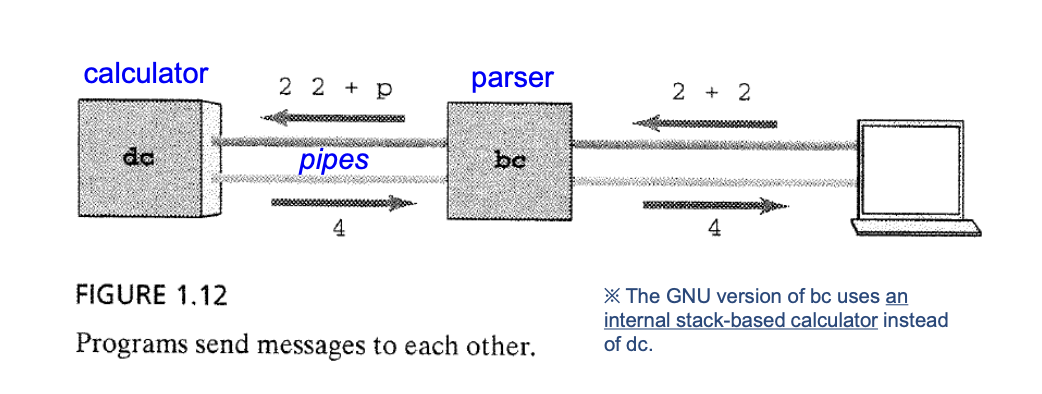 calculator
2 2 + p
parser
2 + 2
dc
pipes
bc
4
4
FIGURE 1.12
Programs send messages to each other.
※ The GNU version of bc uses an
internal stack-based calculator instead
of dc.